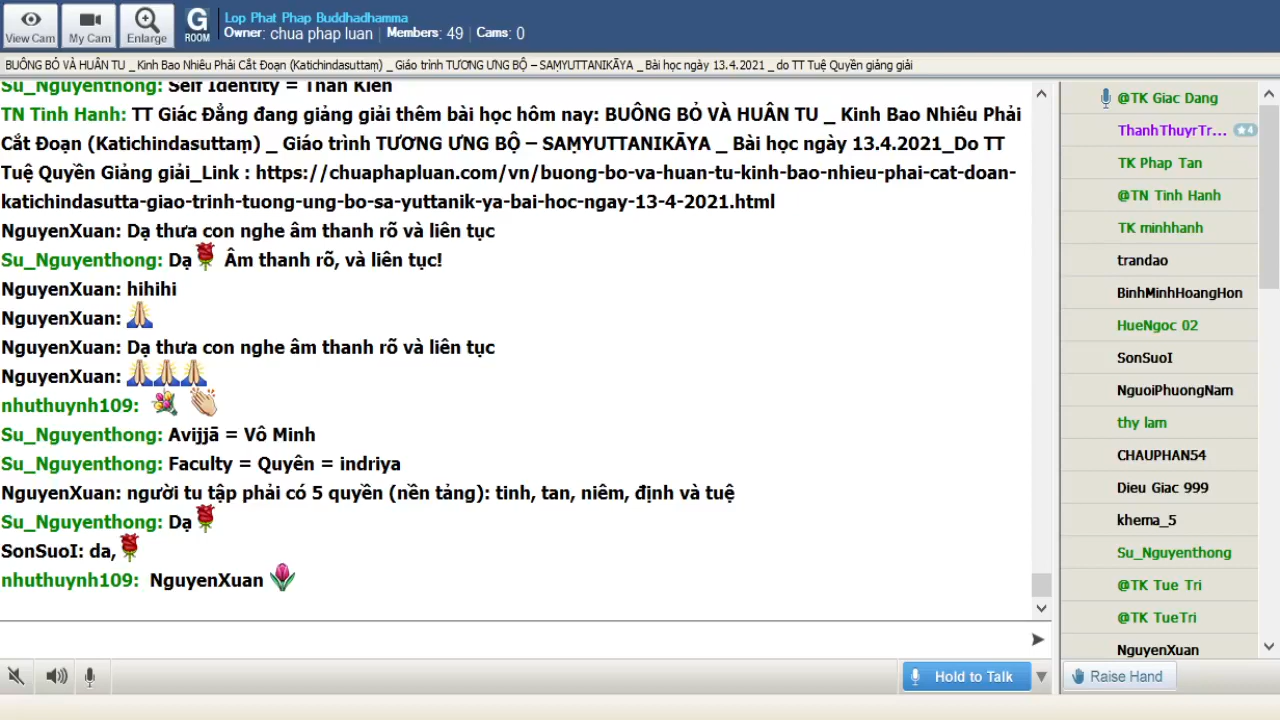 View Cam
My Cam
Enlarge
G
ROOM
Lop Phat Phap Buddhadhamma
Owner: chua phap luan | Members: 49 | Cams: 0
BUÔNG BỎ VÀ HUÂN TU _ Kinh Bao Nhiêu Phải Cắt Đoạn (Katichindasuttaṃ) _ Giáo trình TƯƠNG ƯNG BỘ – SAṂYUTTANIKĀYA _ Bài học ngày 13.4.2021 _ do TT Tuệ Quyền giảng giải
Su_Nguyenthong: Self Identity = Thân Kiến
TN Tinh Hanh: TT Giác Đẳng đang giảng giải thêm bài học hôm nay: BUÔNG BỎ VÀ HUÂN TU _ Kinh Bao Nhiêu Phải
Cắt Đoạn (Katichindasuttaṃ) _ Giáo trình TƯƠNG ƯNG BỘ – SAṂYUTTANIKĀYA _ Bài học ngày 13.4.2021_Do TT
Tuệ Quyền Giảng giải_Link : https://chuaphapluan.com/vn/buong-bo-va-huan-tu-kinh-bao-nhieu-phai-cat-doan-
katichindasutta-giao-trinh-tuong-ung-bo-sa-yuttanik-ya-bai-hoc-ngay-13-4-2021.html
NguyenXuan: Dạ thưa con nghe âm thanh rõ và liên tục
Su_Nguyenthong: Dạ Âm thanh rõ, và liên tục!
NguyenXuan: hihihi
NguyenXuan:
NguyenXuan: Dạ thưa con nghe âm thanh rõ và liên tục
NguyenXuan:
nhuthuynh109:
Su_Nguyenthong: Avijjā = Vô Minh
Su_Nguyenthong: Faculty = Quyên = indriya
NguyenXuan: người tu tập phải có 5 quyền (nền tảng): tinh, tan, niêm, định và tuệ
Su_Nguyenthong: Dạ
SonSuoI: da,
nhuthuynh109: NguyenXuan
Hold to Talk
@TK Giac Dang
ThanhThuyrTr... ★4
TK Phap Tan
@TN Tinh Hanh
TK minhhanh
trandao
BinhMinhHoangHon
HueNgoc 02
SonSuoI
NguoiPhuongNam
thy lam
CHAUPHAN54
Dieu Giac 999
khema_5
Su_Nguyenthong
@TK Tue Tri
@TK TueTri
NguyenXuan
Raise Hand